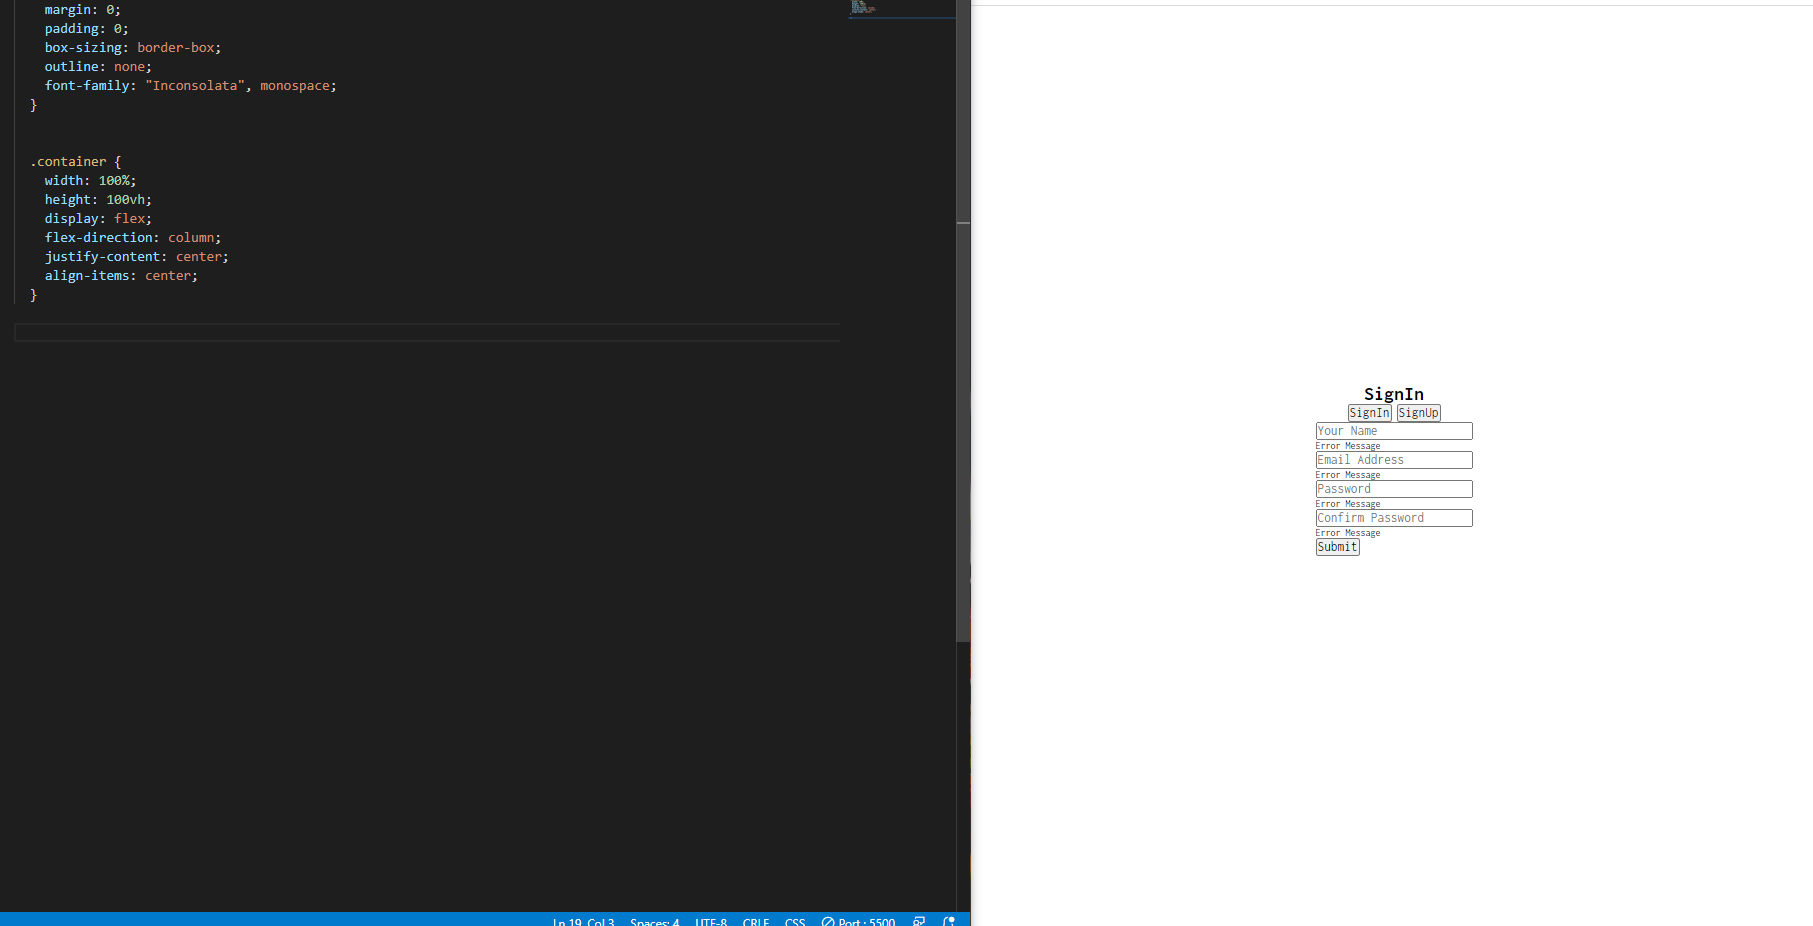 margin: 0;
padding: 0;
box-sizing: border-box;
outline: none;
font-family: "Inconsolata", monospace;
}
.container {
width: 100%;
height: 100vh;
display: flex;
flex-direction: column;
justify-content: center;
align-items: center;
}
SignIn
SignIn SignUp
Your Name
Error Message
Email Address
Error Message
Password
Error Message
Confirm Password
Error Message
Submit
Ln 19, Col 3 Spaces: 4 UTF-8 CRLF CSS Port : 5500